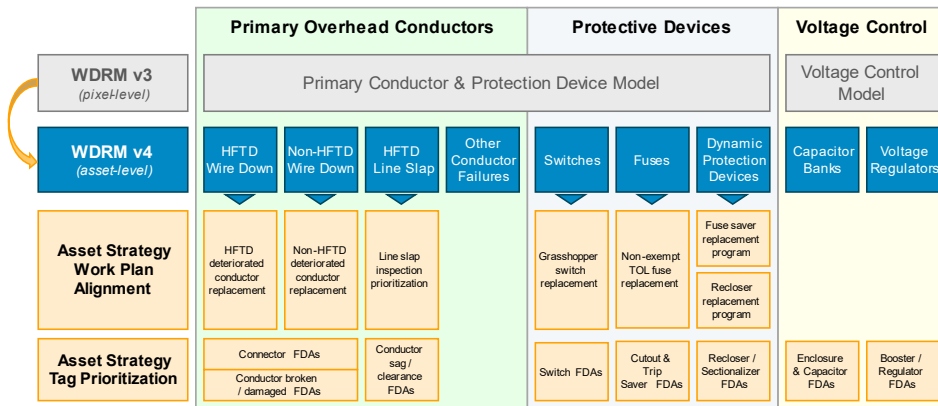 Primary Overhead Conductors
Protective Devices
Voltage Control
WDRM v3
(pixel-level)
Primary Conductor & Protection Device Model
Voltage Control
Model
WDRM v4
(asset-level)
HFTD
Wire Down
Non-HFTD
Wire Down
HFTD
Line Slap
Other
Conductor
Failures
Switches
Fuses
Dynamic
Protection
Devices
Capacitor
Banks
Voltage
Regulators
Asset Strategy
Work Plan
Alignment
HFTD
deteriorated
conductor
replacement
Non-HFTD
deteriorated
conductor
replacement
Line slap
inspection
prioritization
Grasshopper
switch
replacement
Non-exempt
TOL fuse
replacement
Fuse saver
replacement
program
Recloser
replacement
program
Asset Strategy
Tag Prioritization
Connector FDAs
Conductor broken
/ damaged FDAs
Conductor
sag /
clearance
FDAs
Switch FDAs
Cutout &
Trip
Saver FDAs
Recloser /
Sectionalizer
FDAs
Enclosure
& Capacitor
FDAs
Booster /
Regulator
FDAs